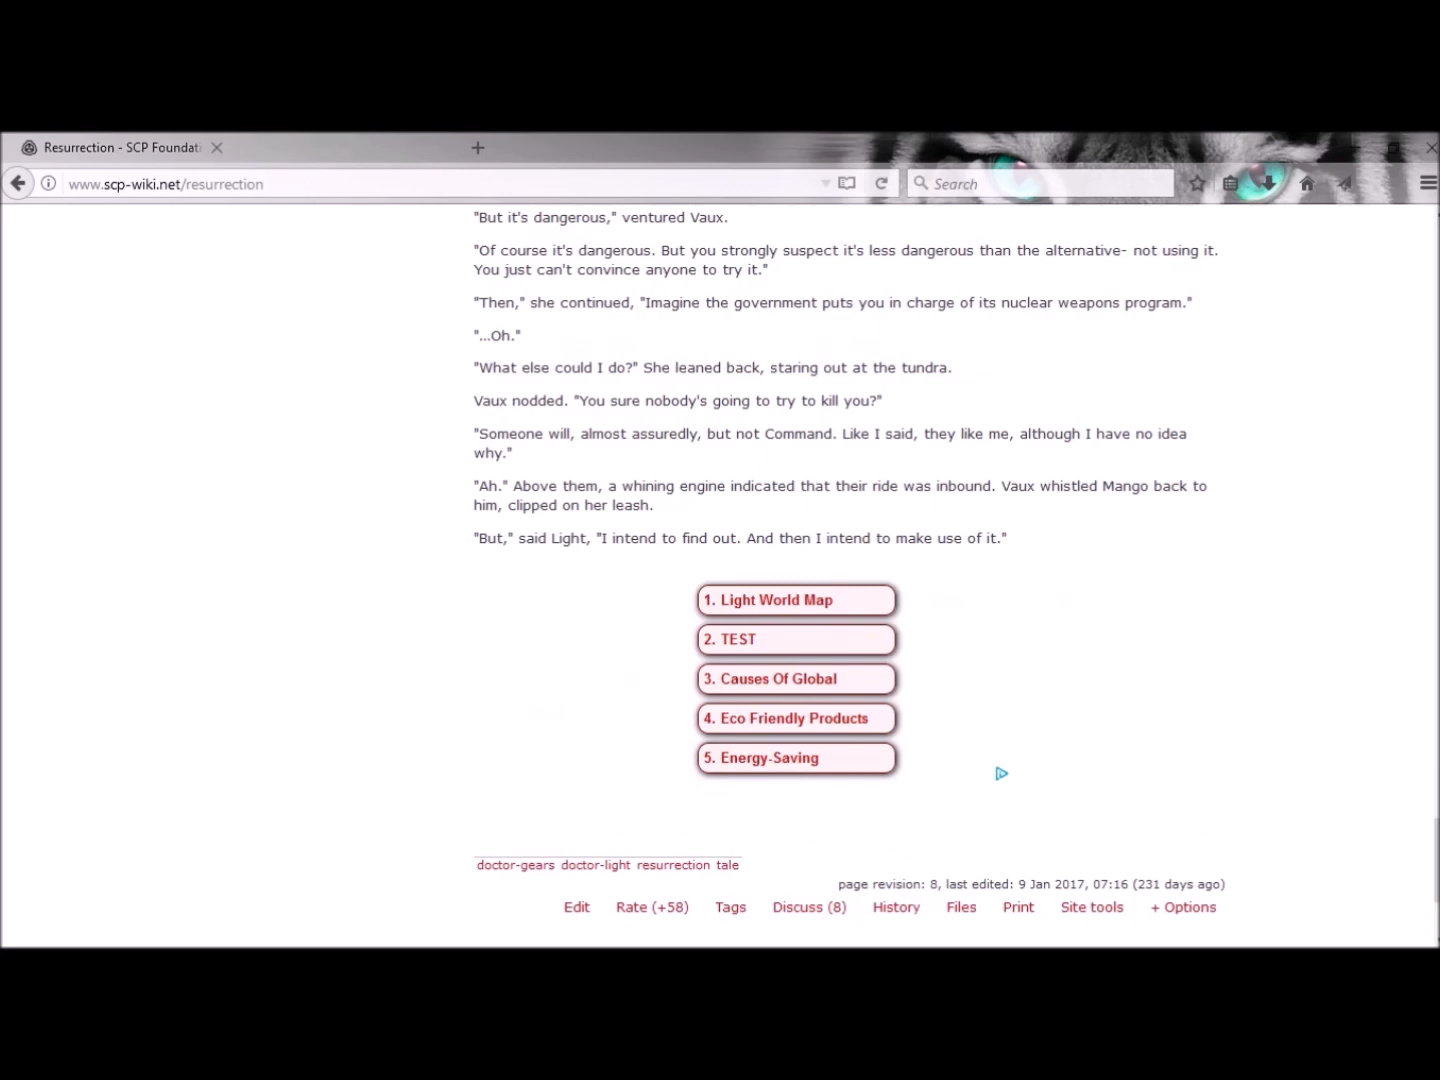 Resurrection - SCP Foundati
www.scp-wiki.net/resurrection
Search
"But it's dangerous," ventured Vaux.
"Of course it's dangerous. But you strongly suspect it's less dangerous than the alternative- not using it.
You just can't convince anyone to try it."
"Then," she continued, "Imagine the government puts you in charge of its nuclear weapons program."
"...Oh."
"What else could I do?" She leaned back, staring out at the tundra.
Vaux nodded. "You sure nobody's going to try to kill you?"
"Someone will, almost assuredly, but not Command. Like I said, they like me, although I have no idea
why."
"Ah." Above them, a whining engine indicated that their ride was inbound. Vaux whistled Mango back to
him, clipped on her leash.
"But," said Light, "I intend to find out. And then I intend to make use of it."
1. Light World Map
2. TEST
3. Causes Of Global
4. Eco Friendly Products
5. Energy-Saving
doctor-gears doctor-light resurrection tale
page revision: 8, last edited: 9 Jan 2017, 07:16 (231 days ago)
Edit Rate (+58) Tags Discuss (8) History Files Print Site tools + Options